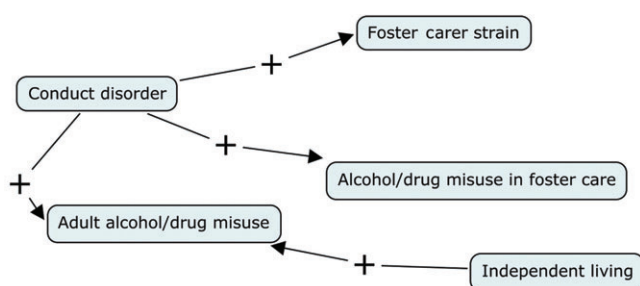 Foster carer strain
+
Conduct disorder
+
Alcohol/drug misuse in foster care
+
Adult alcohol/drug misuse
+
Independent living